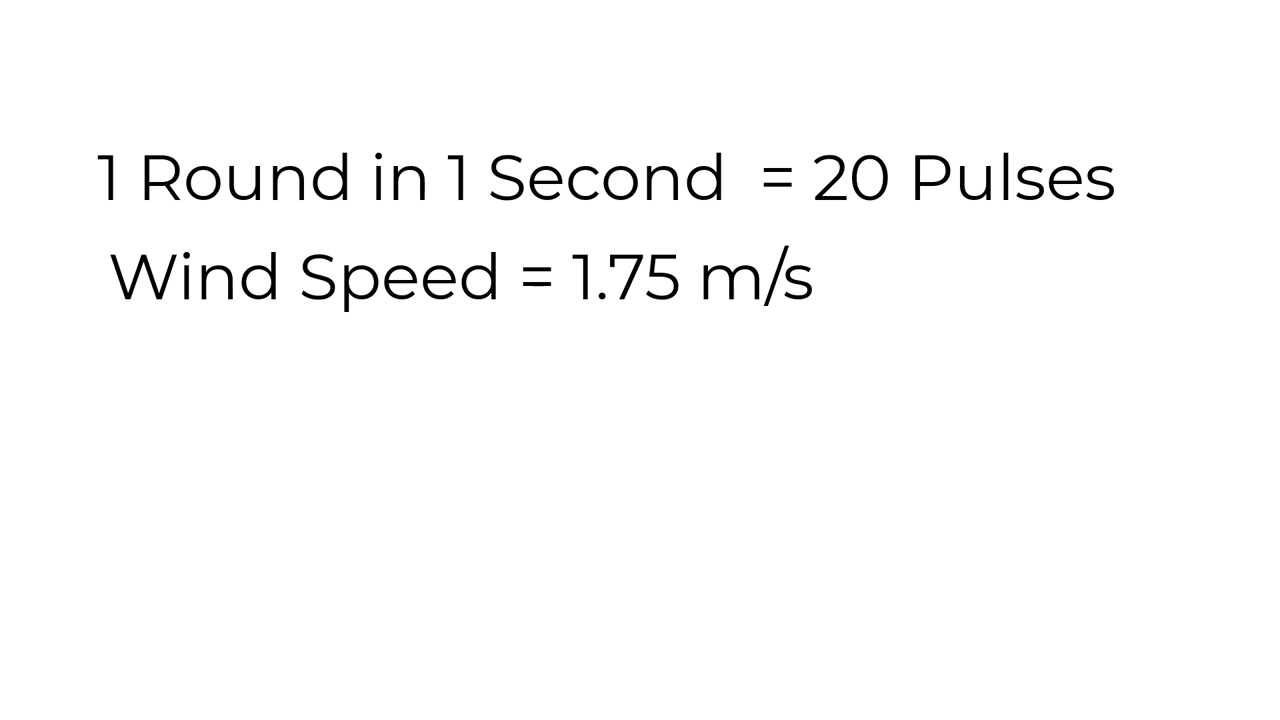 1 Round in 1 Second  = 20 Pulses
Wind Speed = 1.75 m/s